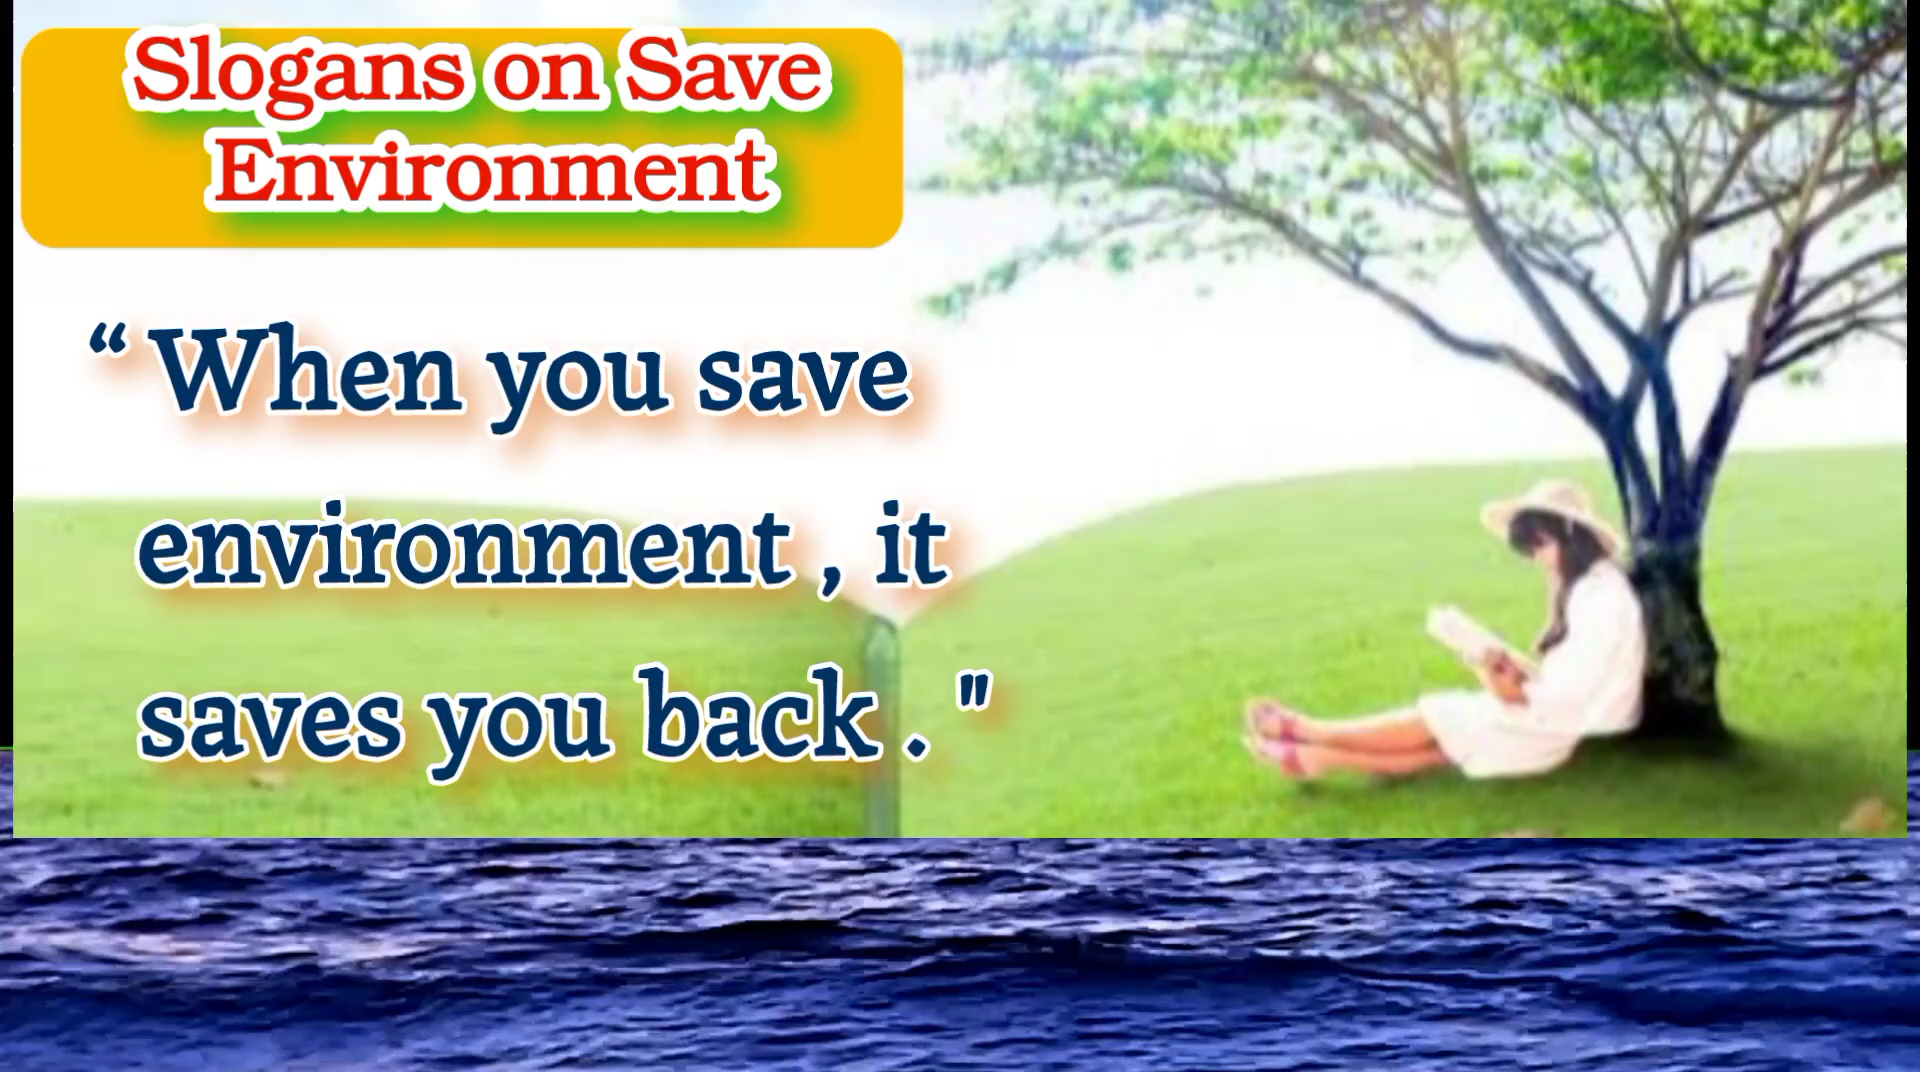 Slogans on Save
Environment
“ When you save
environment , it
saves you back . "